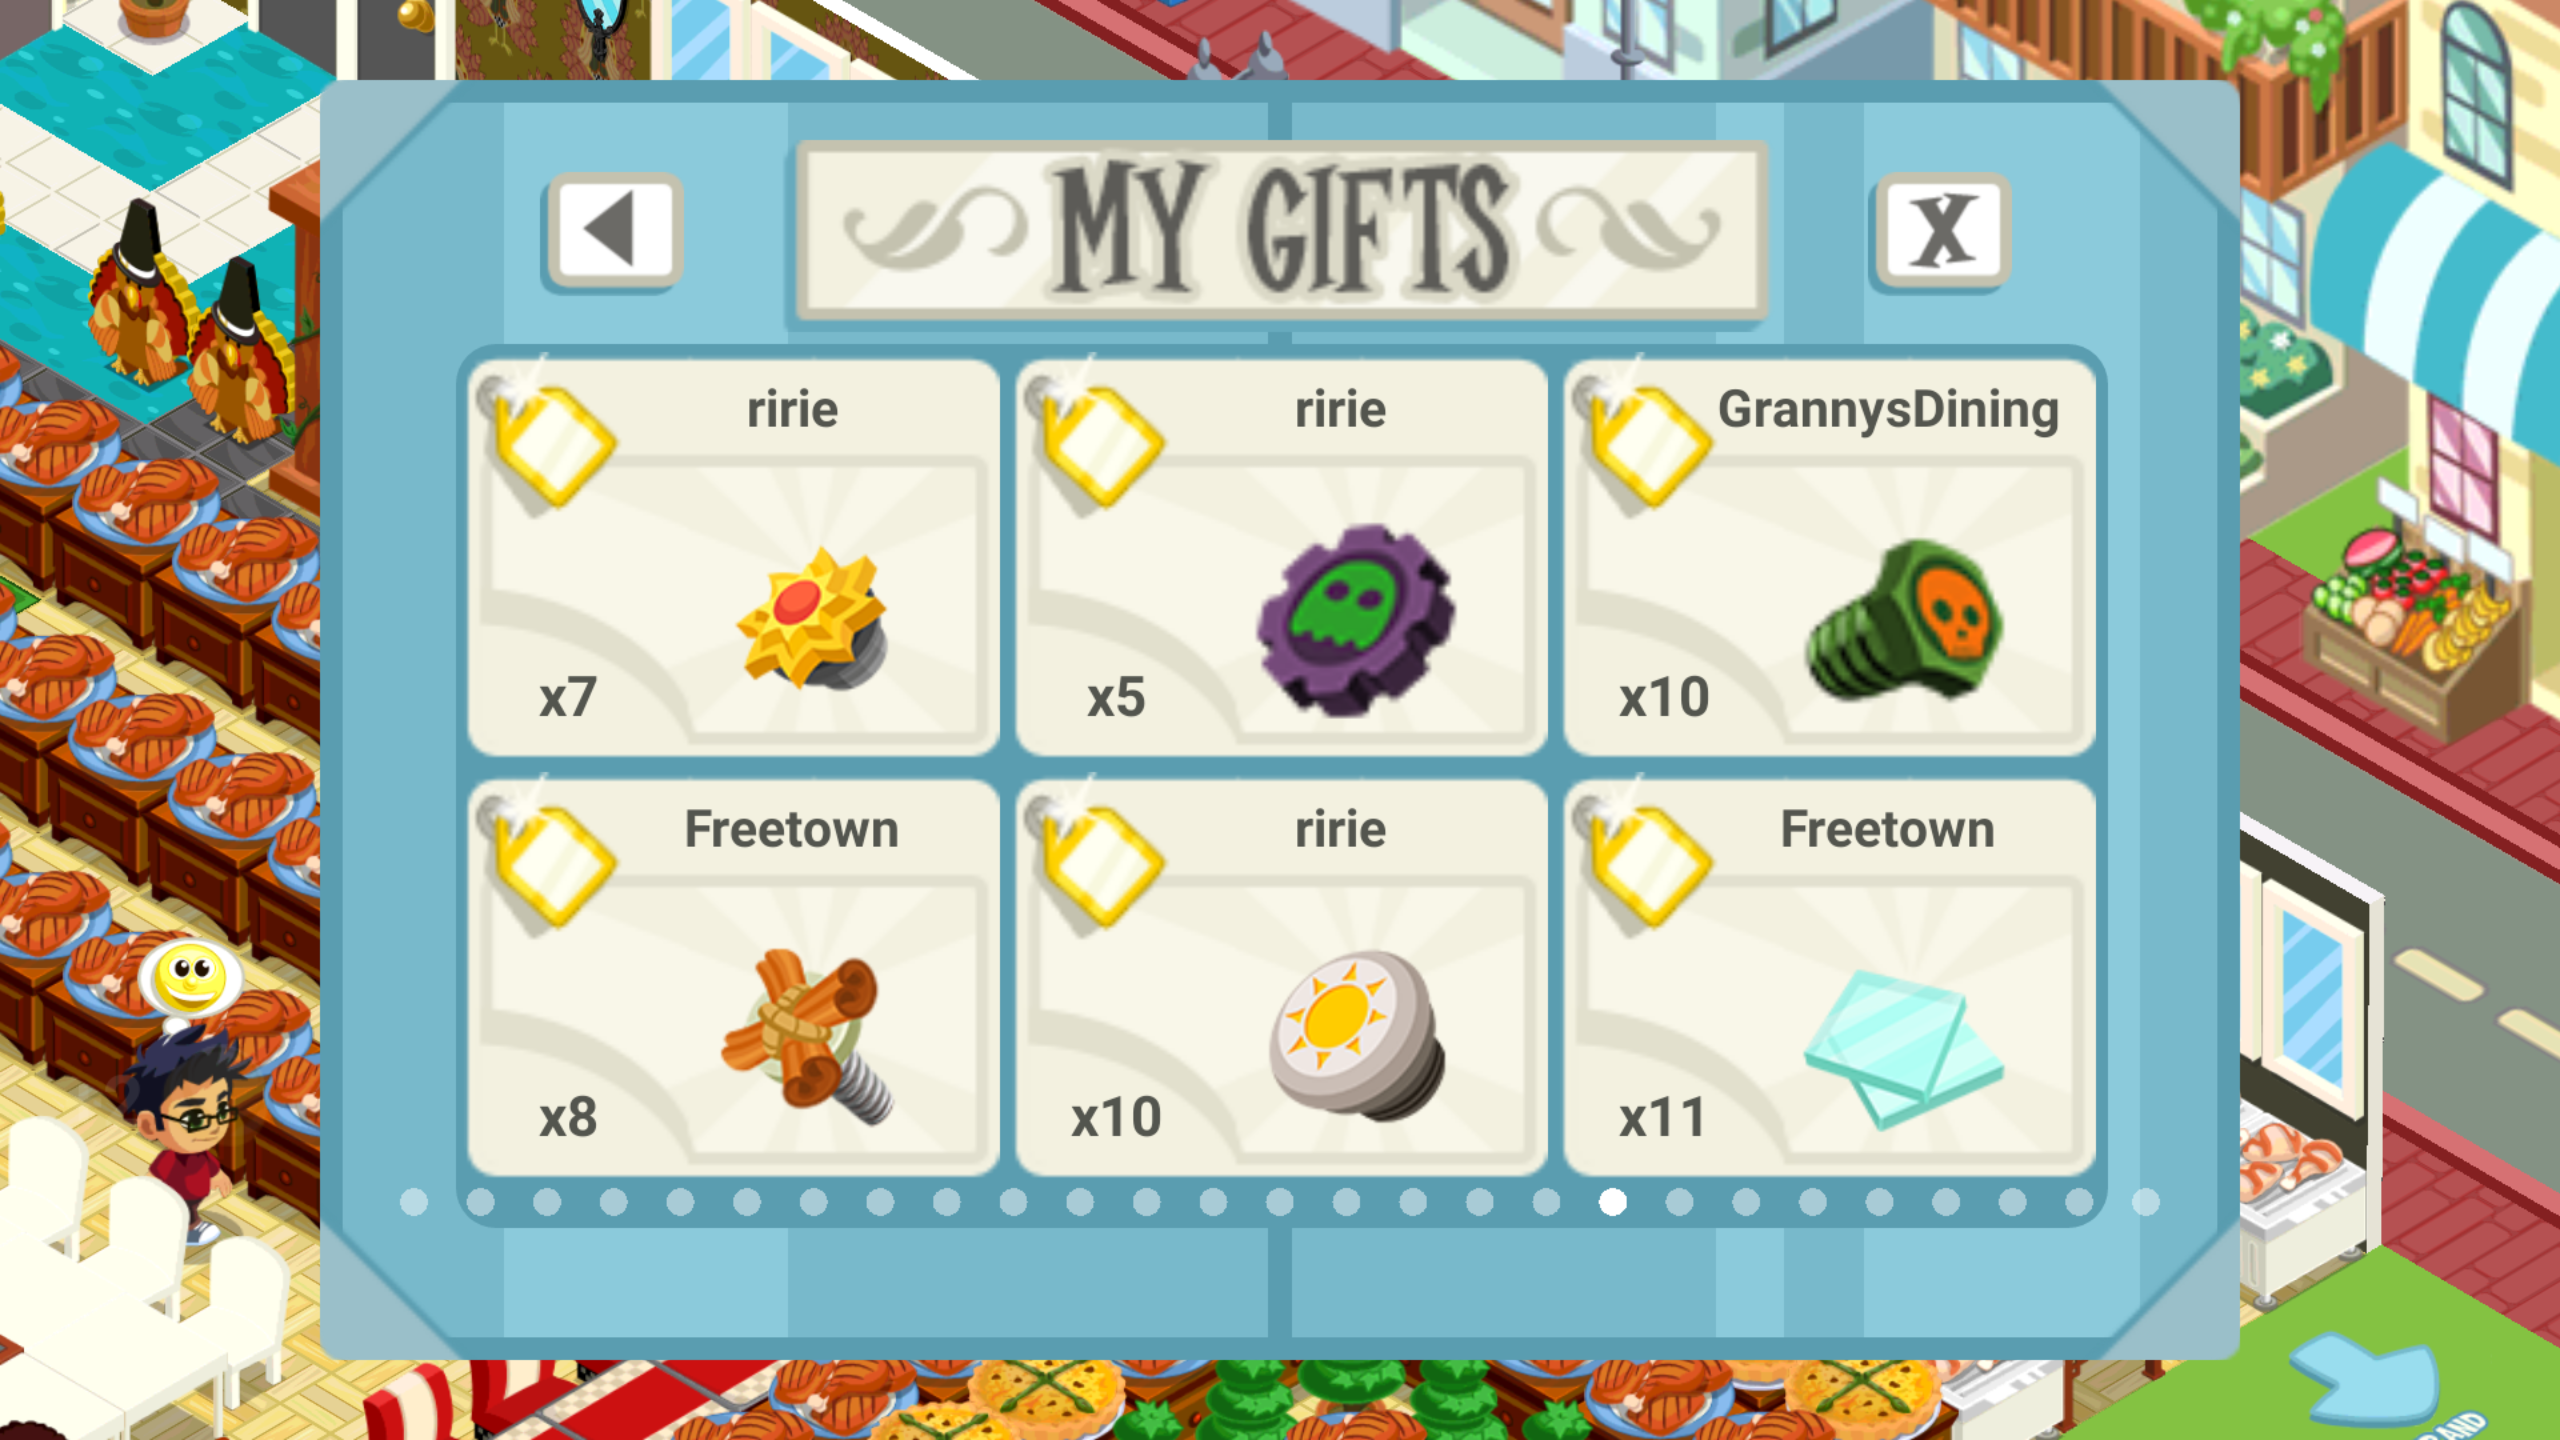 MY GIFTS
X
ririe
ririe
GrannysDining
x7
x5
x10
Freetown
ririe
Freetown
x8
x10
x11